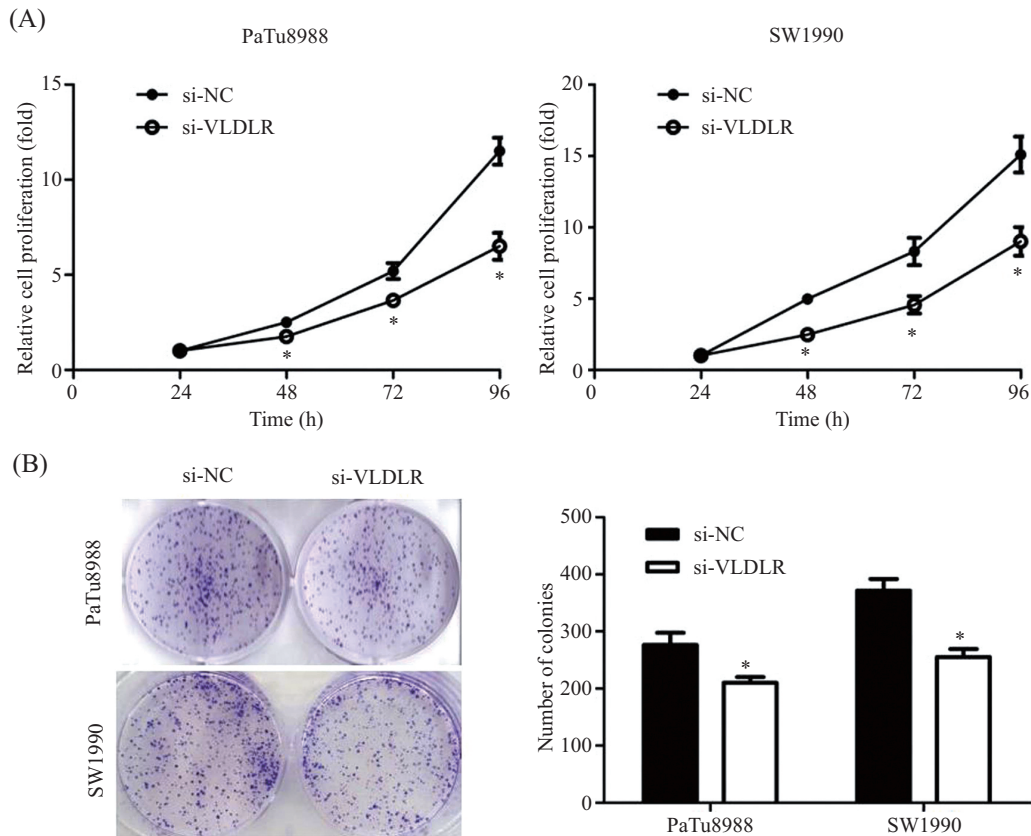 (A)
PaTu8988
SW1990
Relative cell proliferation (fold)
15
10
5
0
si-NC
si-VLDLR
*
*
*
0
24
48
72
96
Time (h)
Relative cell proliferation (fold)
20
15
10
5
0
si-NC
si-VLDLR
*
*
*
0
24
48
72
96
Time (h)
(B)
si-NC
si-VLDLR
PaTu8988
SW1990
Number of colonies
500
400
300
200
100
0
si-NC
si-VLDLR
*
*
PaTu8988
SW1990